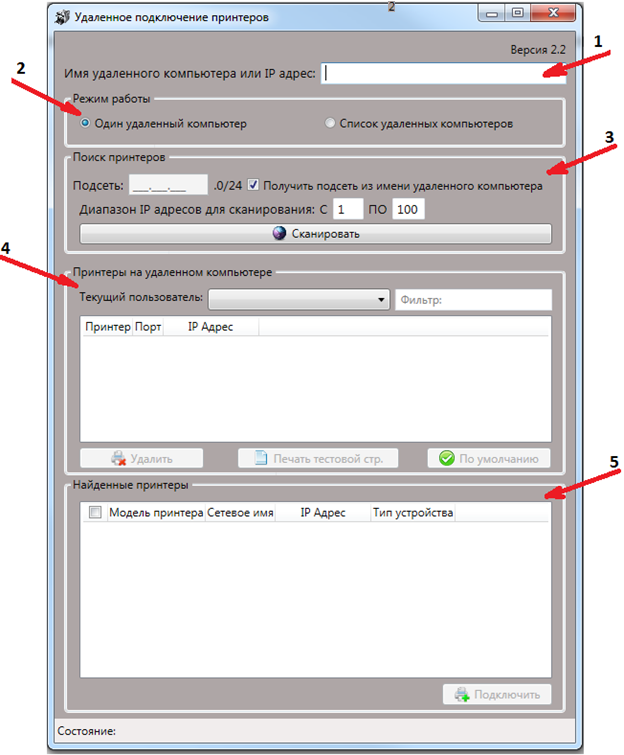 2
Удаленное подключение принтеров
Версия 2.2
1
Имя удаленного компьютера или IP адрес:
2
Режим работы
Один удаленный компьютер
Список удаленных компьютеров
3
Поиск принтеров
Подсеть: ___.___.___ .0/24 Получить подсеть из имени удаленного компьютера
Диапазон IP адресов для сканирования: С 1 ПО 100
Сканировать
4
Принтеры на удаленном компьютере
Текущий пользователь: Фильтр:
Принтер Порт IP Адрес
Удалить Печать тестовой стр. По умолчанию
5
Найденные принтеры
Модель принтера Сетевое имя IP Адрес Тип устройства
Подключить
Состояние: